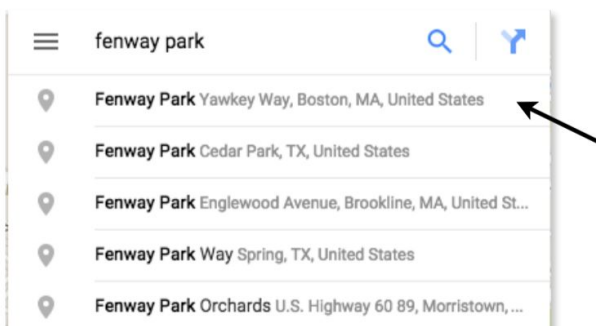 fenway park
Fenway Park Yawkey Way, Boston, MA, United States
Fenway Park Cedar Park, TX, United States
Fenway Park Englewood Avenue, Brookline, MA, United St...
Fenway Park Way Spring, TX, United States
Fenway Park Orchards U.S. Highway 60 89, Morristown, ...